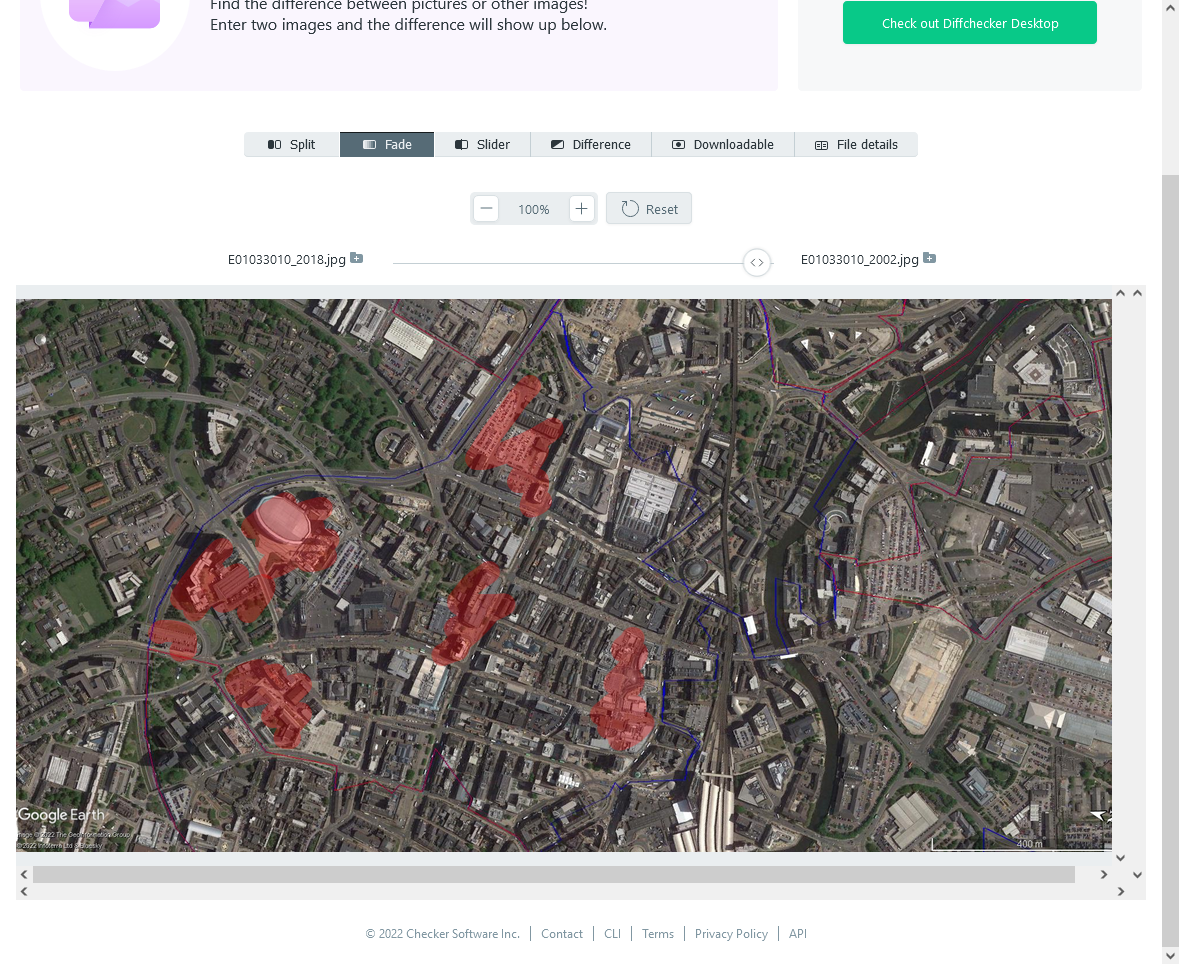 Find the difference between pictures or other images!
Enter two images and the difference will show up below.
Check out Diffchecker Desktop
Split Fade Slider Difference Downloadable File details
100% Reset
E01033010_2018.jpg E01033010_2002.jpg
Google Earth
Image © 2022 The GeoInformation Group
© 2022 Infoterra Ltd & Bluesky
400 m
© 2022 Checker Software Inc. Contact CLI Terms Privacy Policy API